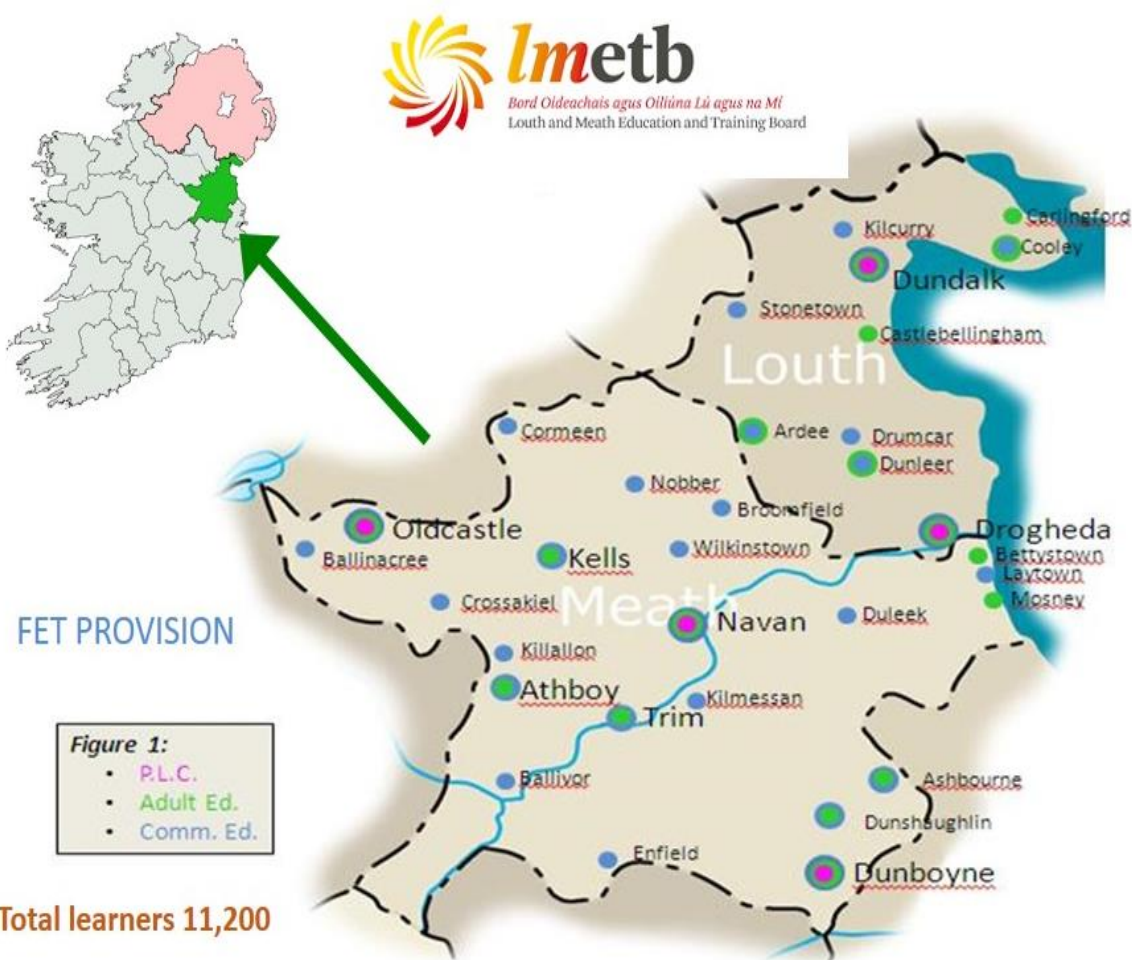 lmetb
Bord Oideachais agus Oiliúna Lú agus na Mí
Louth and Meath Education and Training Board
Carlingford
Kilcurry
Cooley
Dundalk
Stonetown
Castlebellingham
Louth
Cormeen
Ardee
Drumcar
Dunleer
Nobber
Broomfield
Oldcastle
Drogheda
Ballinacree
Kells
Wilkinstown
Bettystown
Laytown
Crossakiel
Meath
Mosney
Navan
Duleek
FET PROVISION
Killallon
Athboy
Kilmessan
Trim
Figure 1:
• P.L.C.
• Adult Ed.
• Comm. Ed.
Ballivor
Ashbourne
Dunshaughlin
Enfield
Dunboyne
Total learners 11,200